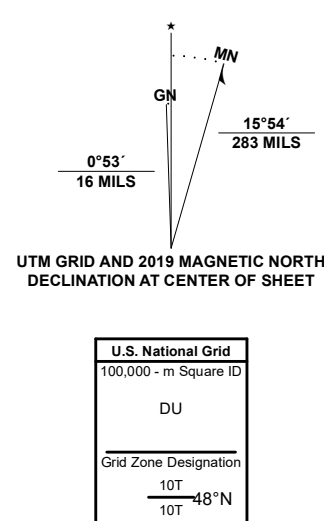 ★
MN
GN
15°54´
283 MILS
0°53´
16 MILS
UTM GRID AND 2019 MAGNETIC NORTH
DECLINATION AT CENTER OF SHEET
U.S. National Grid
100,000 - m Square ID
DU
Grid Zone Designation
10T
48°N
10T